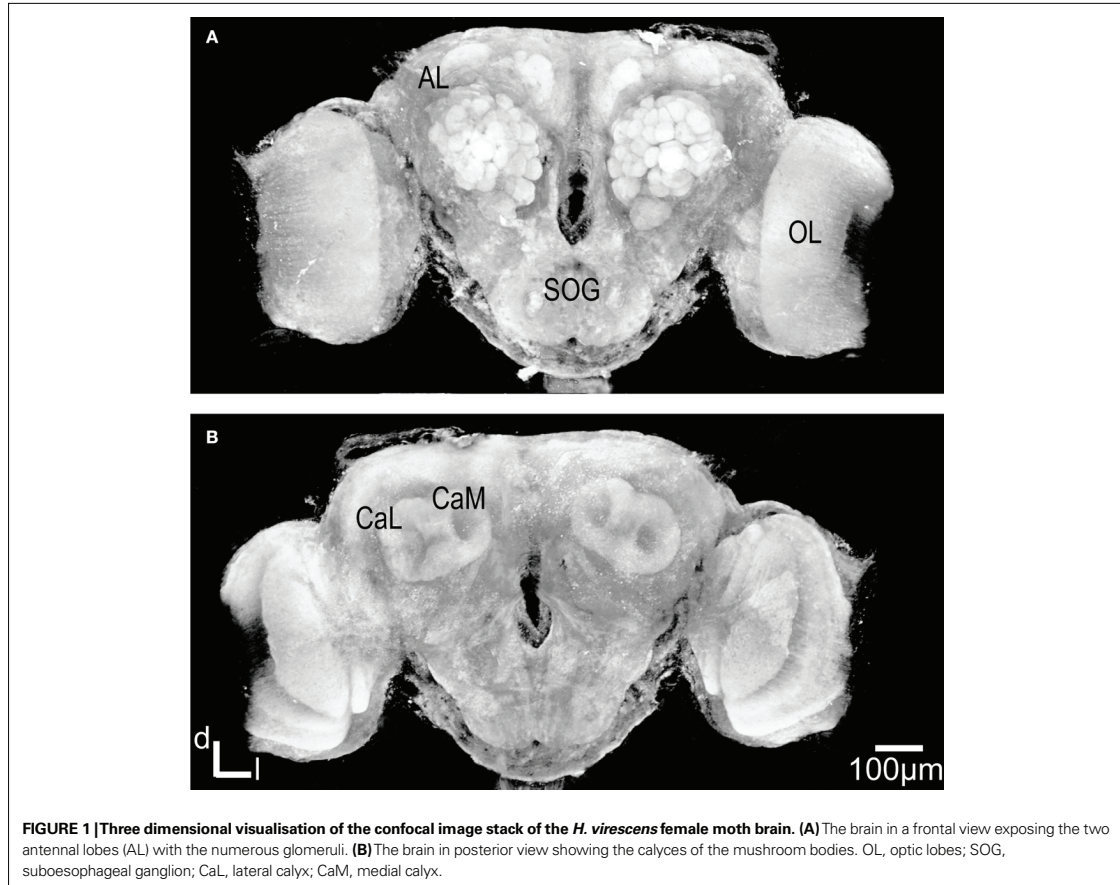 A
AL
OL
SOG
B
CaM
CaL
d
l
100µm
FIGURE 1 | Three dimensional visualisation of the confocal image stack of the H. virescens female moth brain. (A) The brain in a frontal view exposing the two
antennal lobes (AL) with the numerous glomeruli. (B) The brain in posterior view showing the calyces of the mushroom bodies. OL, optic lobes; SOG,
suboesophageal ganglion; CaL, lateral calyx; CaM, medial calyx.